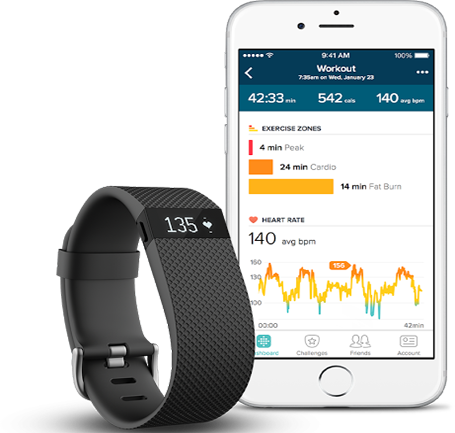 9:41 AM 100%
Workout
7:35am on Wed, January 23
42:33 min 542 cals 140 avg bpm
EXERCISE ZONES
4 min Peak
24 min Cardio
14 min Fat Burn
HEART RATE
140 avg bpm
150
130
100
156
00:00 42min
shboard Challenges Friends Account
135